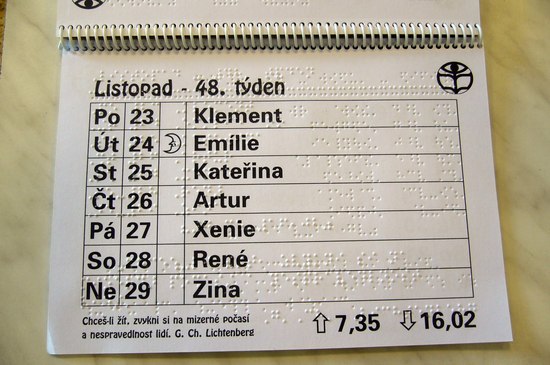 Listopad - 48. týden
Po 23 Klement
Út 24 Emílie
St 25 Kateřina
Čt 26 Artur
Pá 27 Xenie
So 28 René
Ne 29 Zina
Chceš-li žít, zvykni si na mizerné počasí
a nespravedlnost lidí. G. Ch. Lichtenberg
7,35 16,02